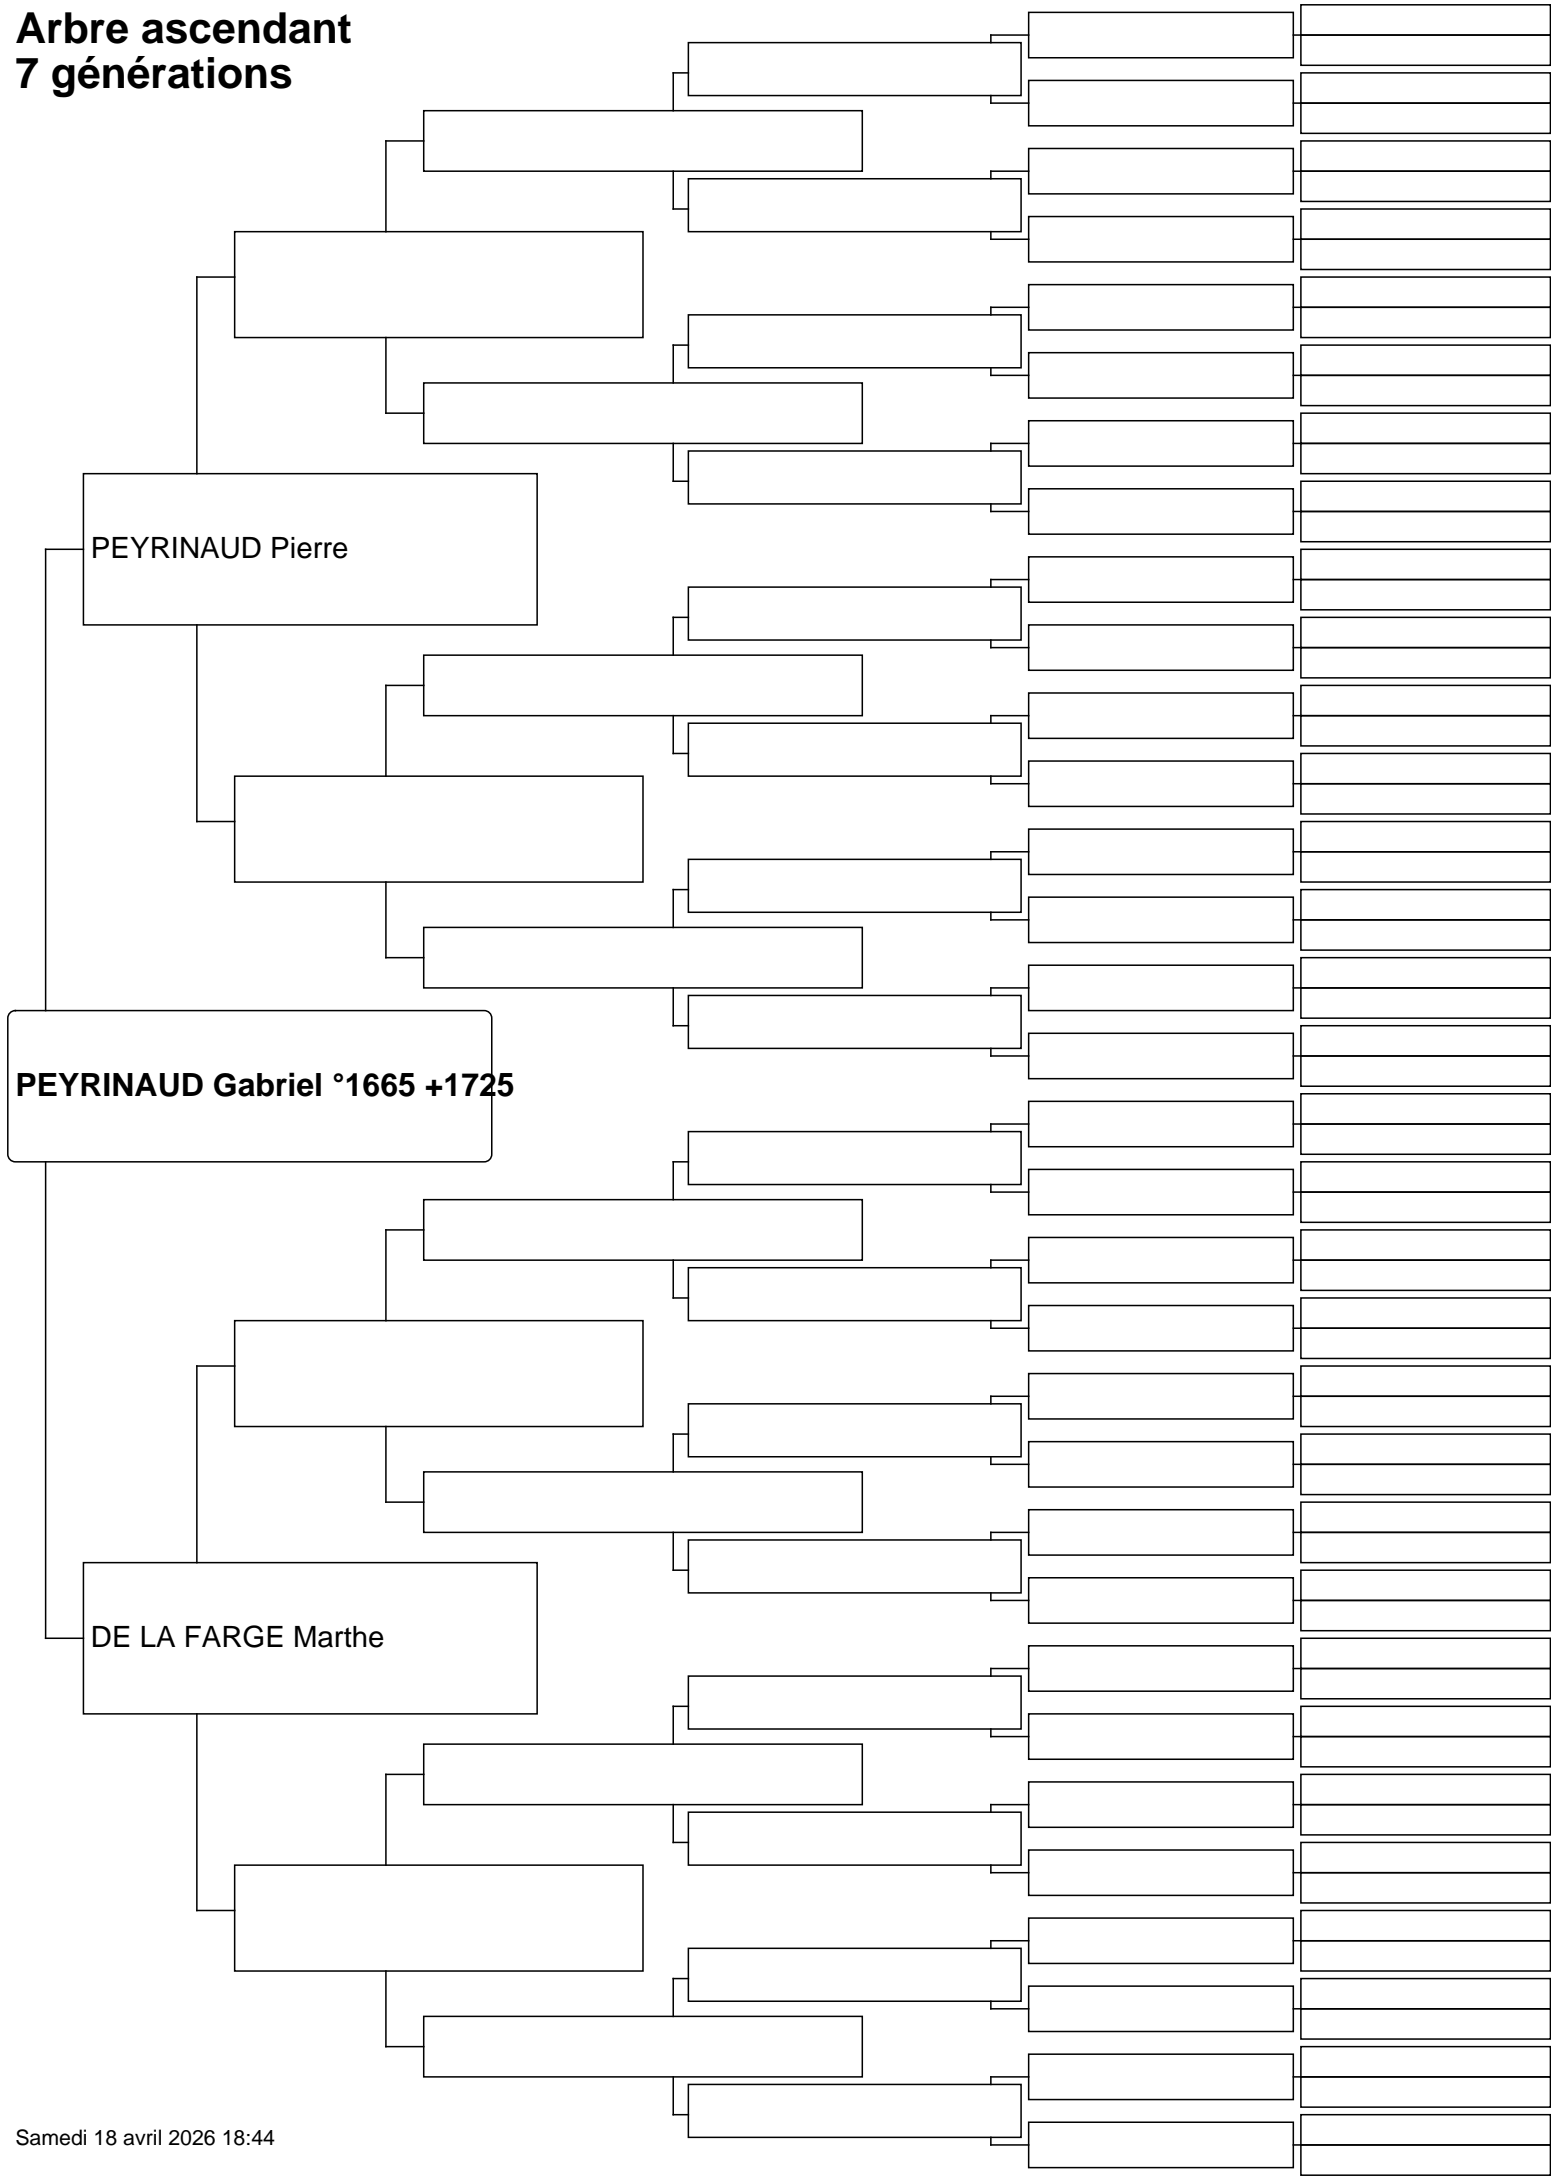 Arbre ascendant
7 générations
PEYRINAUD Pierre
PEYRINAUD Gabriel °1665 +1725
DE LA FARGE Marthe
Samedi 18 avril 2026 18:44